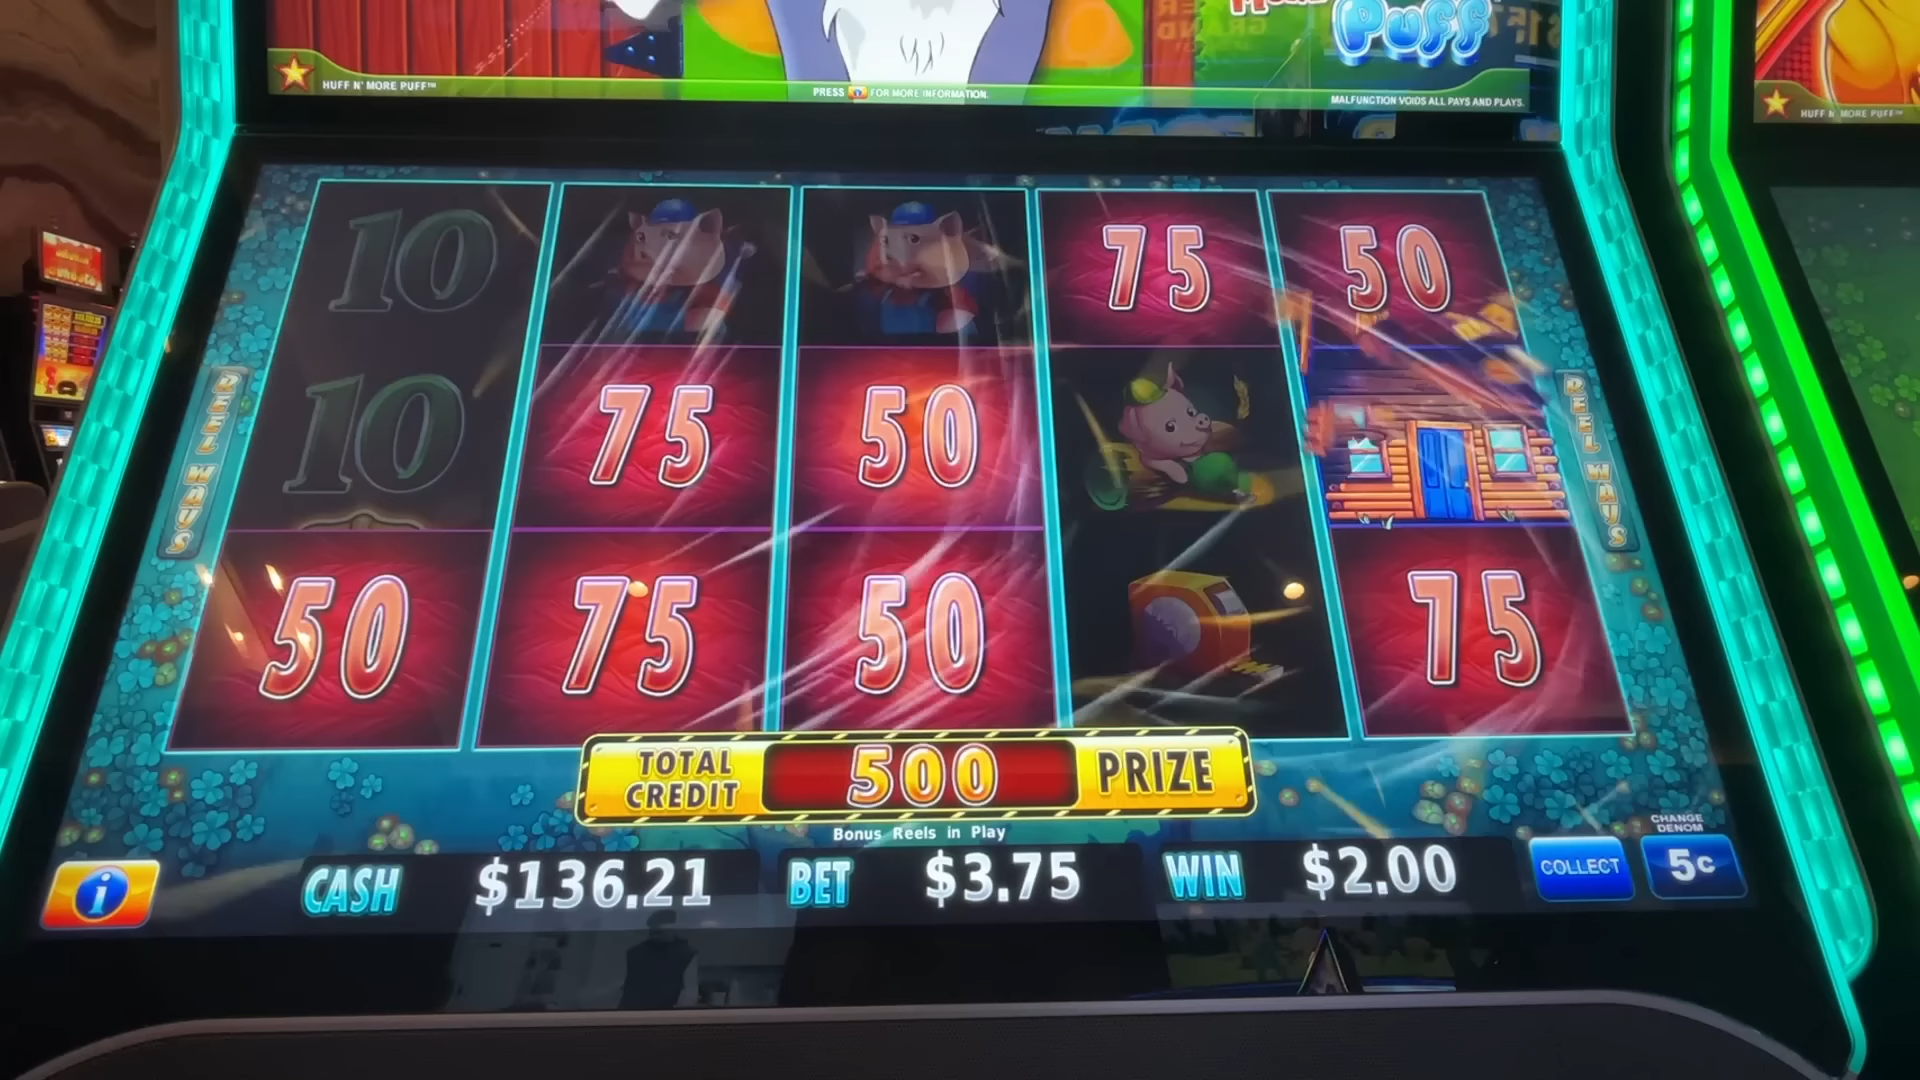 Puff
HUFF N' MORE PUFF™
PRESS i FOR MORE INFORMATION.
MALFUNCTION VOIDS ALL PAYS AND PLAYS.
HUFF N MORE PUFF™
10
75
50
10
75
50
REEL WAYS
REEL WAYS
50
75
50
75
TOTAL CREDIT
500
PRIZE
Bonus Reels in Play
CASH $136.21 BET $3.75 WIN $2.00
COLLECT
CHANGE DENOM
5¢
i